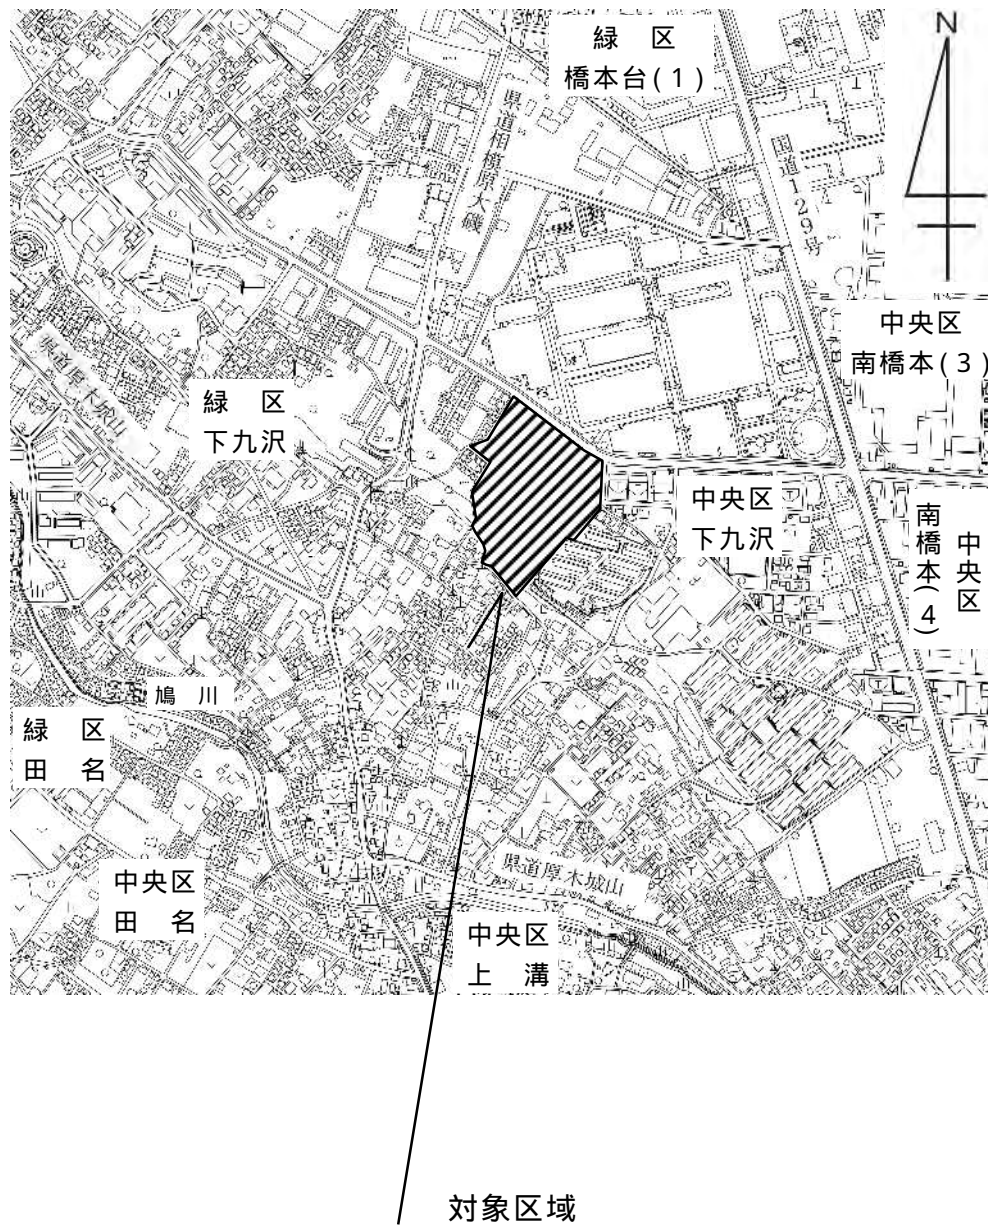 N
緑　区
橋本台(1)
県道相模原大磯
国道129号
中央区
南橋本(3)
県道厚木城山
緑　区
下九沢
中央区
下九沢
中央区
南橋本(4)
鳩　川
緑　区
田　名
中央区
田　名
県道厚木城山
中央区
上　溝
対象区域